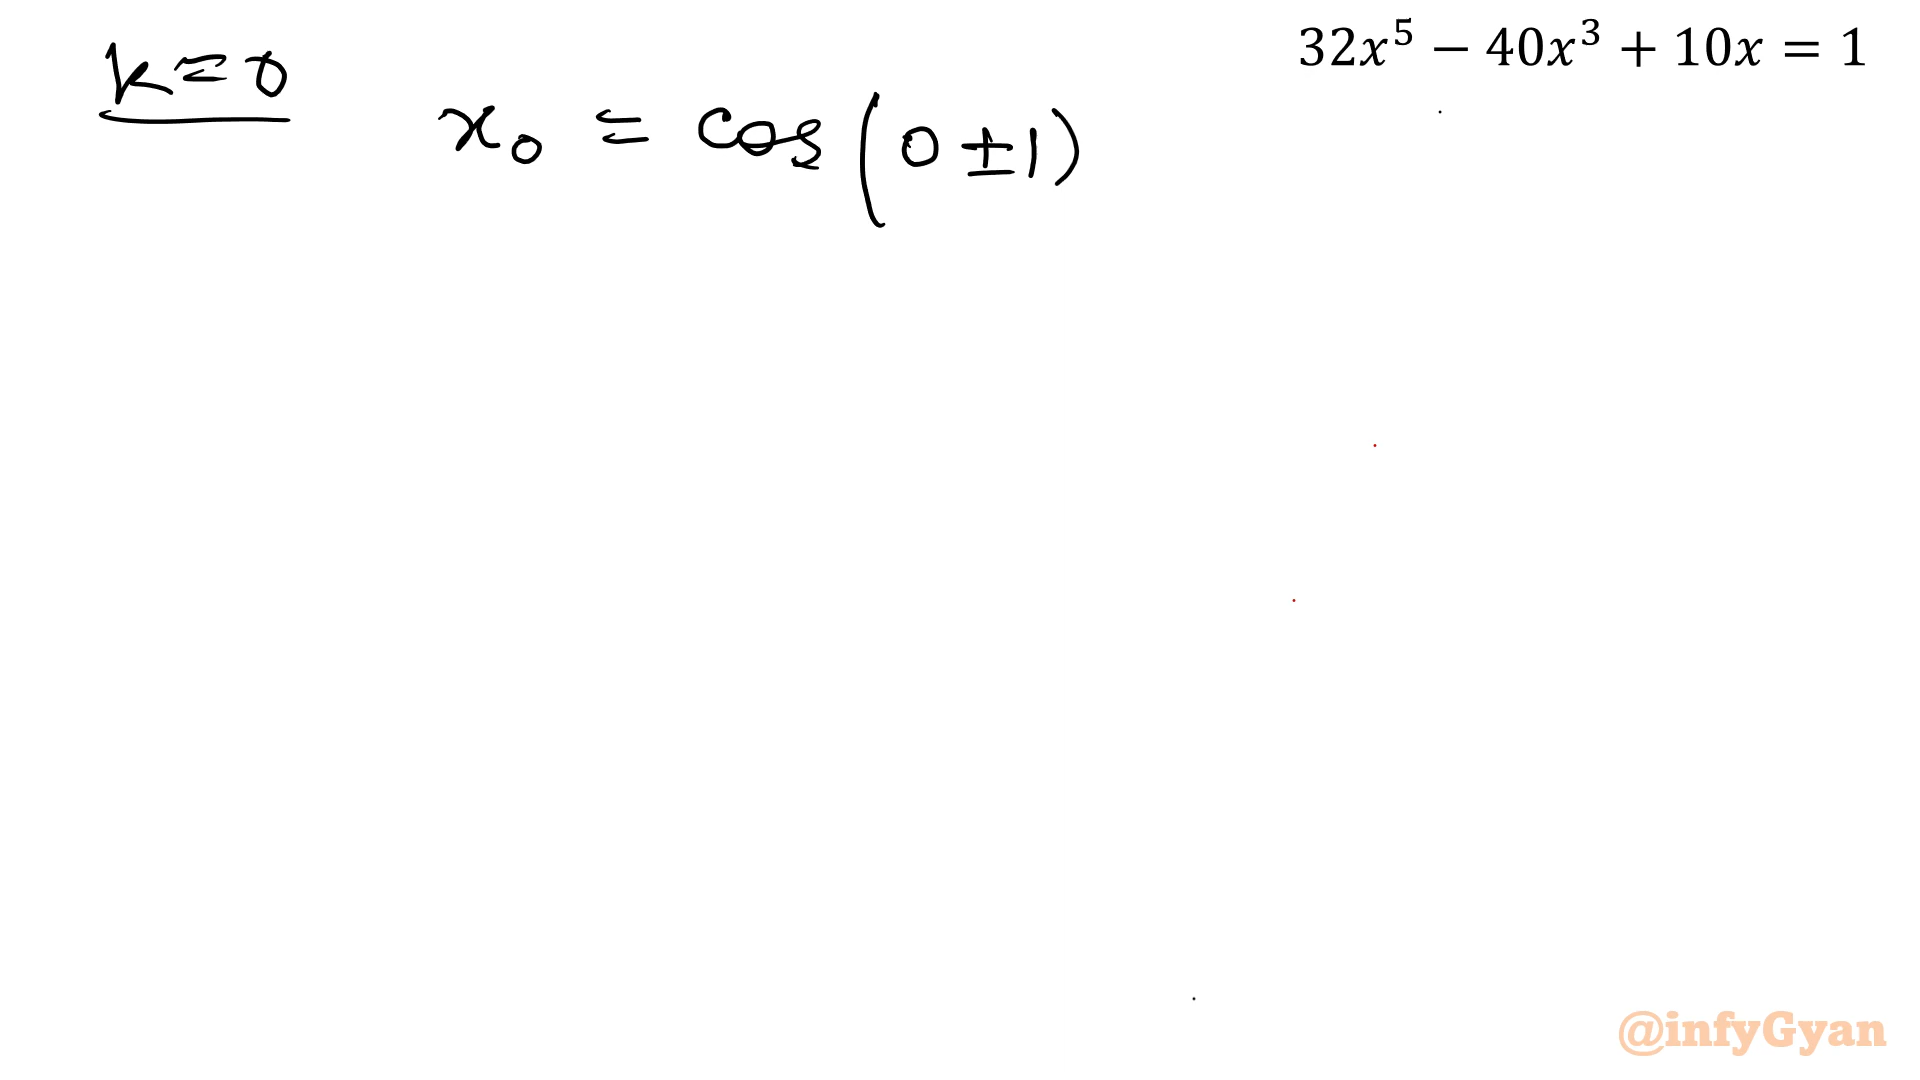 k=0
32x⁵ − 40x³ + 10x = 1
x₀ = cos(0±1)
@infyGyan